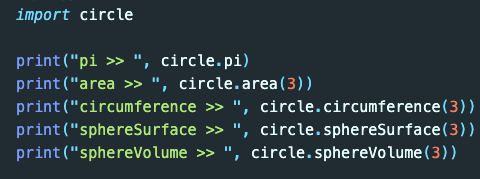 import circle
print("pi >> ", circle.pi)
print("area >> ", circle.area(3))
print("circumference >> ", circle.circumference(3))
print("sphereSurface >> ", circle.sphereSurface(3))
print("sphereVolume >> ", circle.sphereVolume(3))